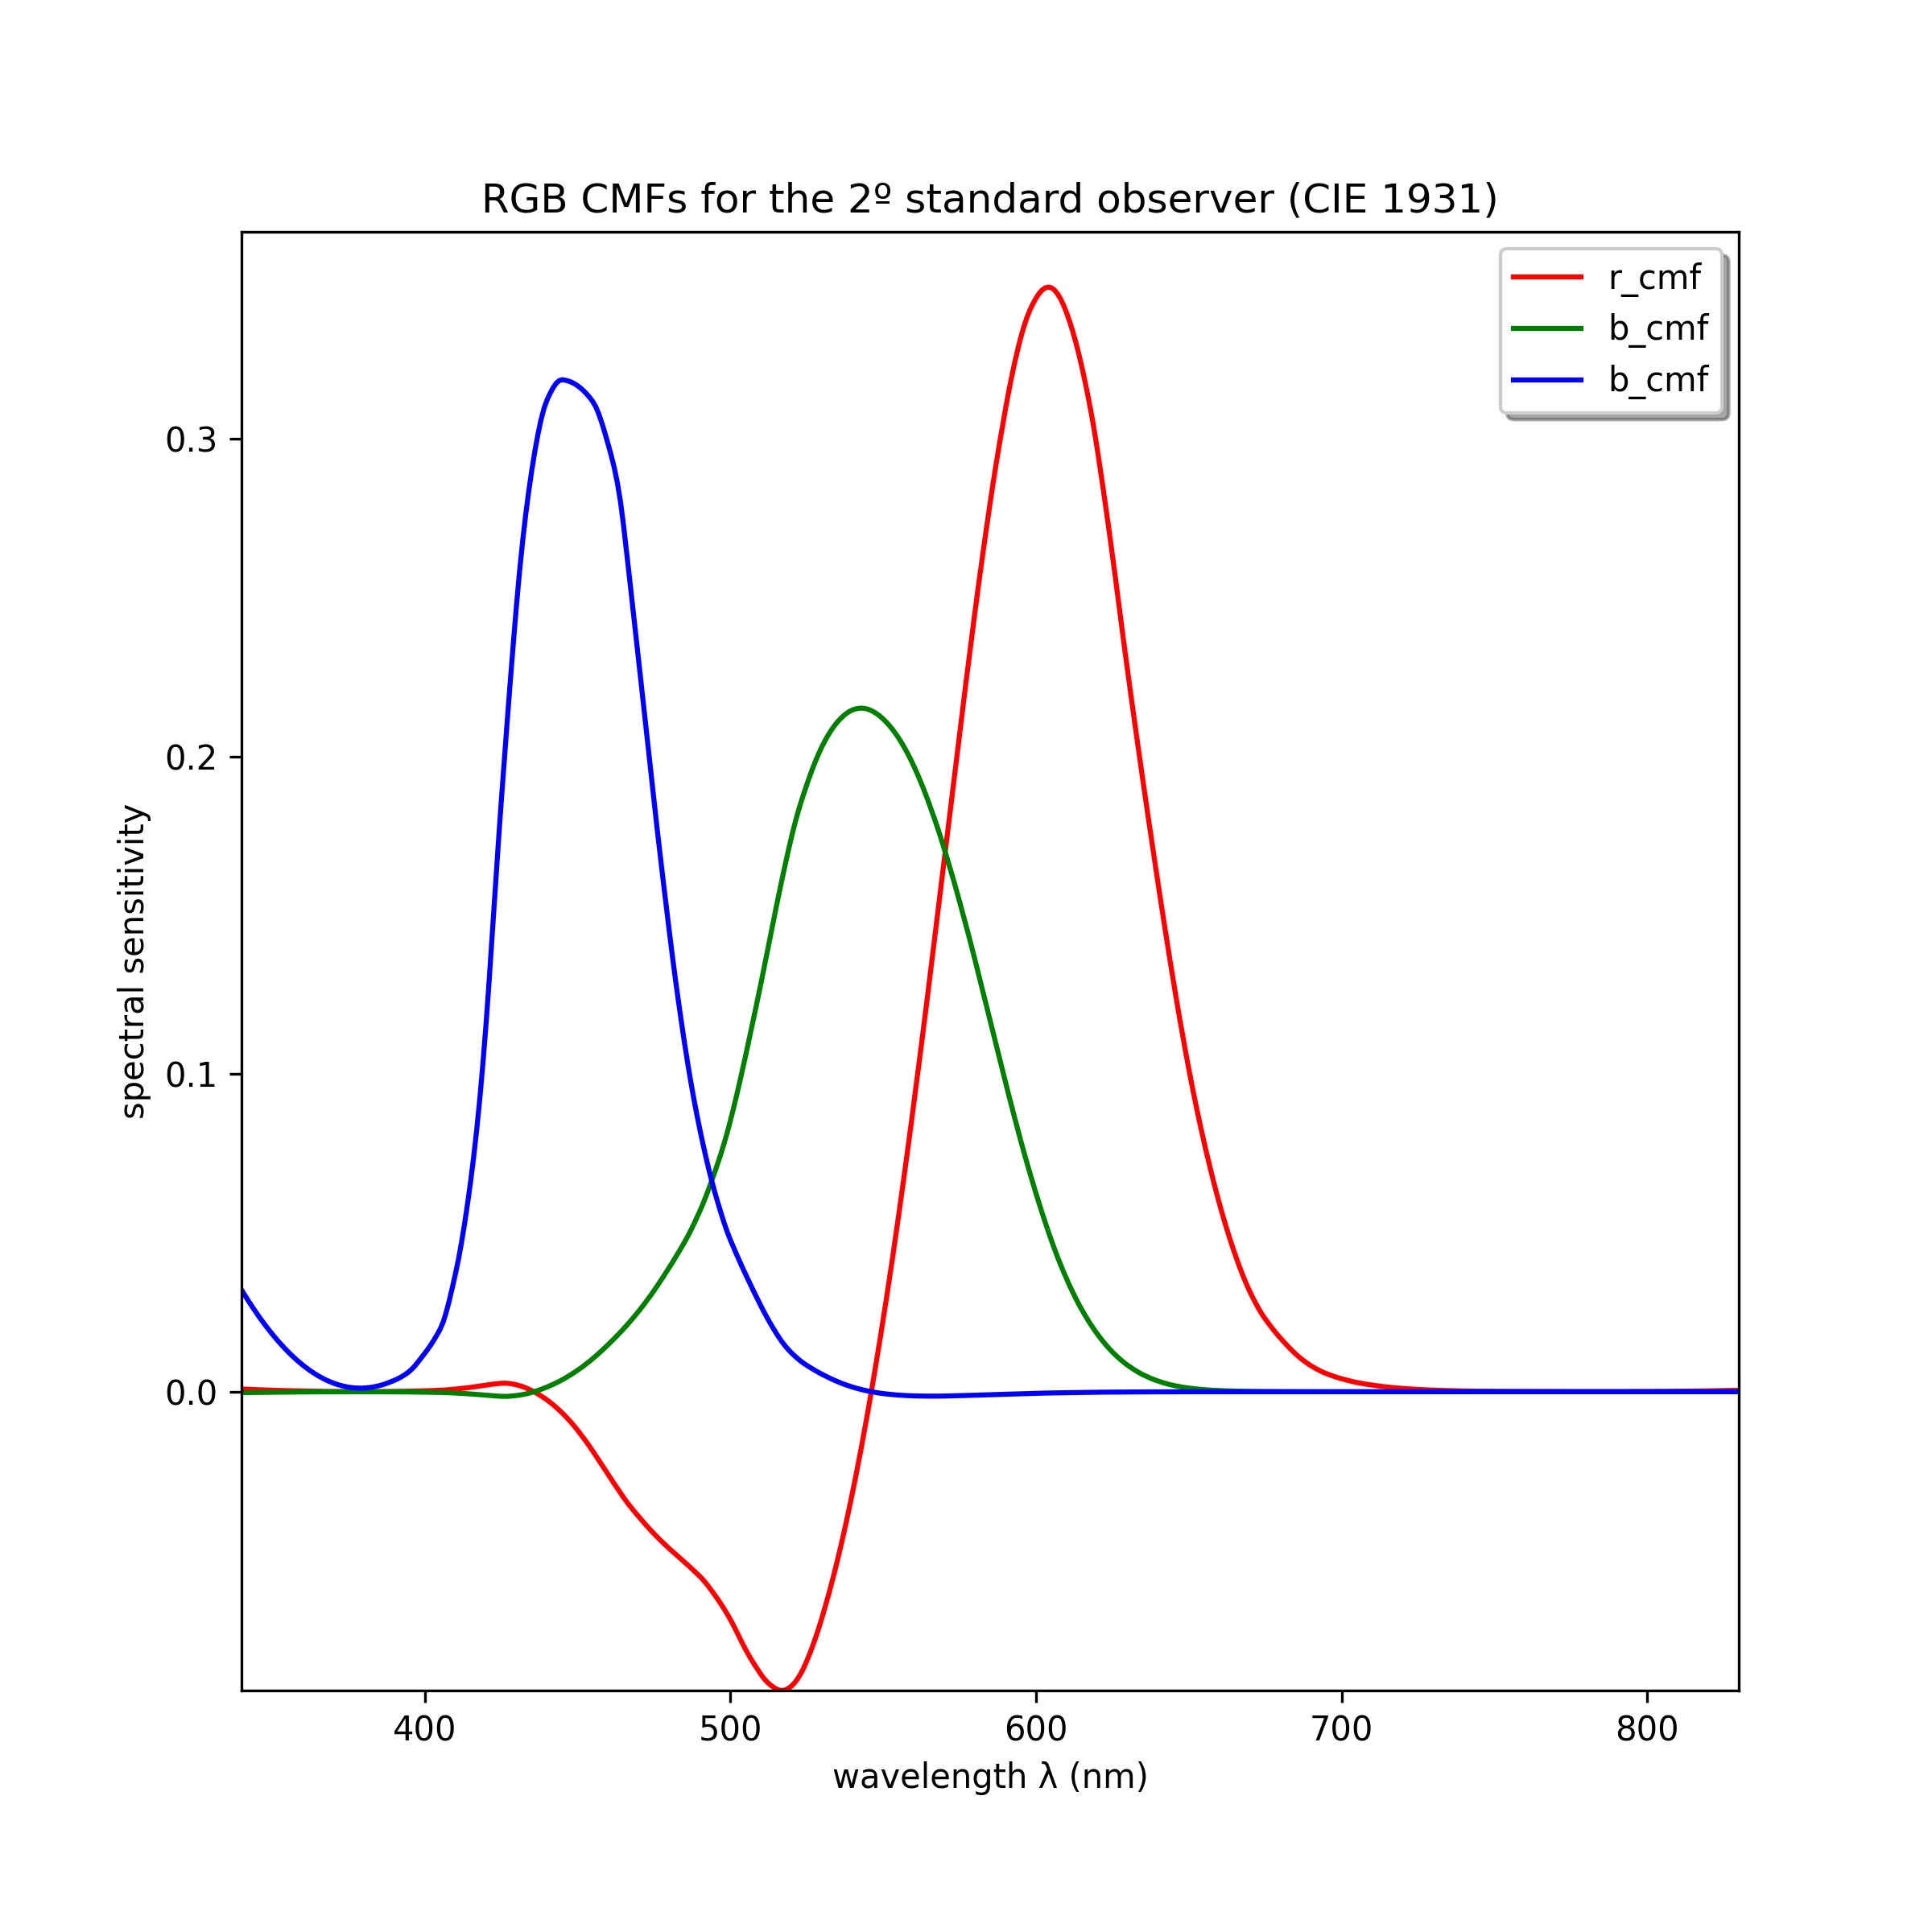 RGB CMFs for the 2º standard observer (CIE 1931)
r_cmf
b_cmf
b_cmf
0.3
0.2
0.1
0.0
spectral sensitivity
400 500 600 700 800
wavelength λ (nm)